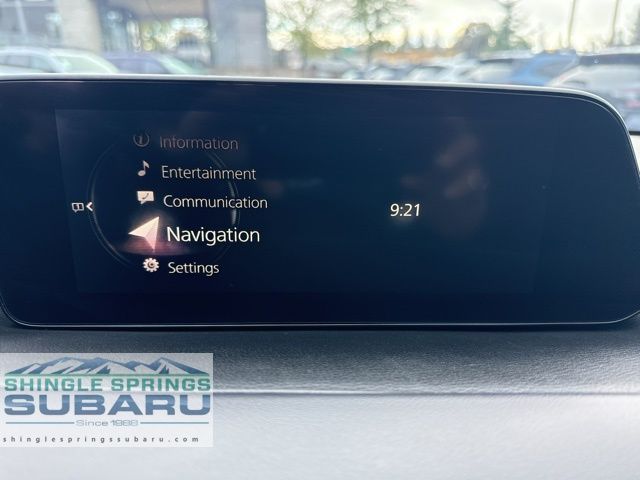 Information
Entertainment
Communication
Navigation
Settings
9:21
SHINGLE SPRINGS
SUBARU
Since 1988
shinglespringssubaru.com